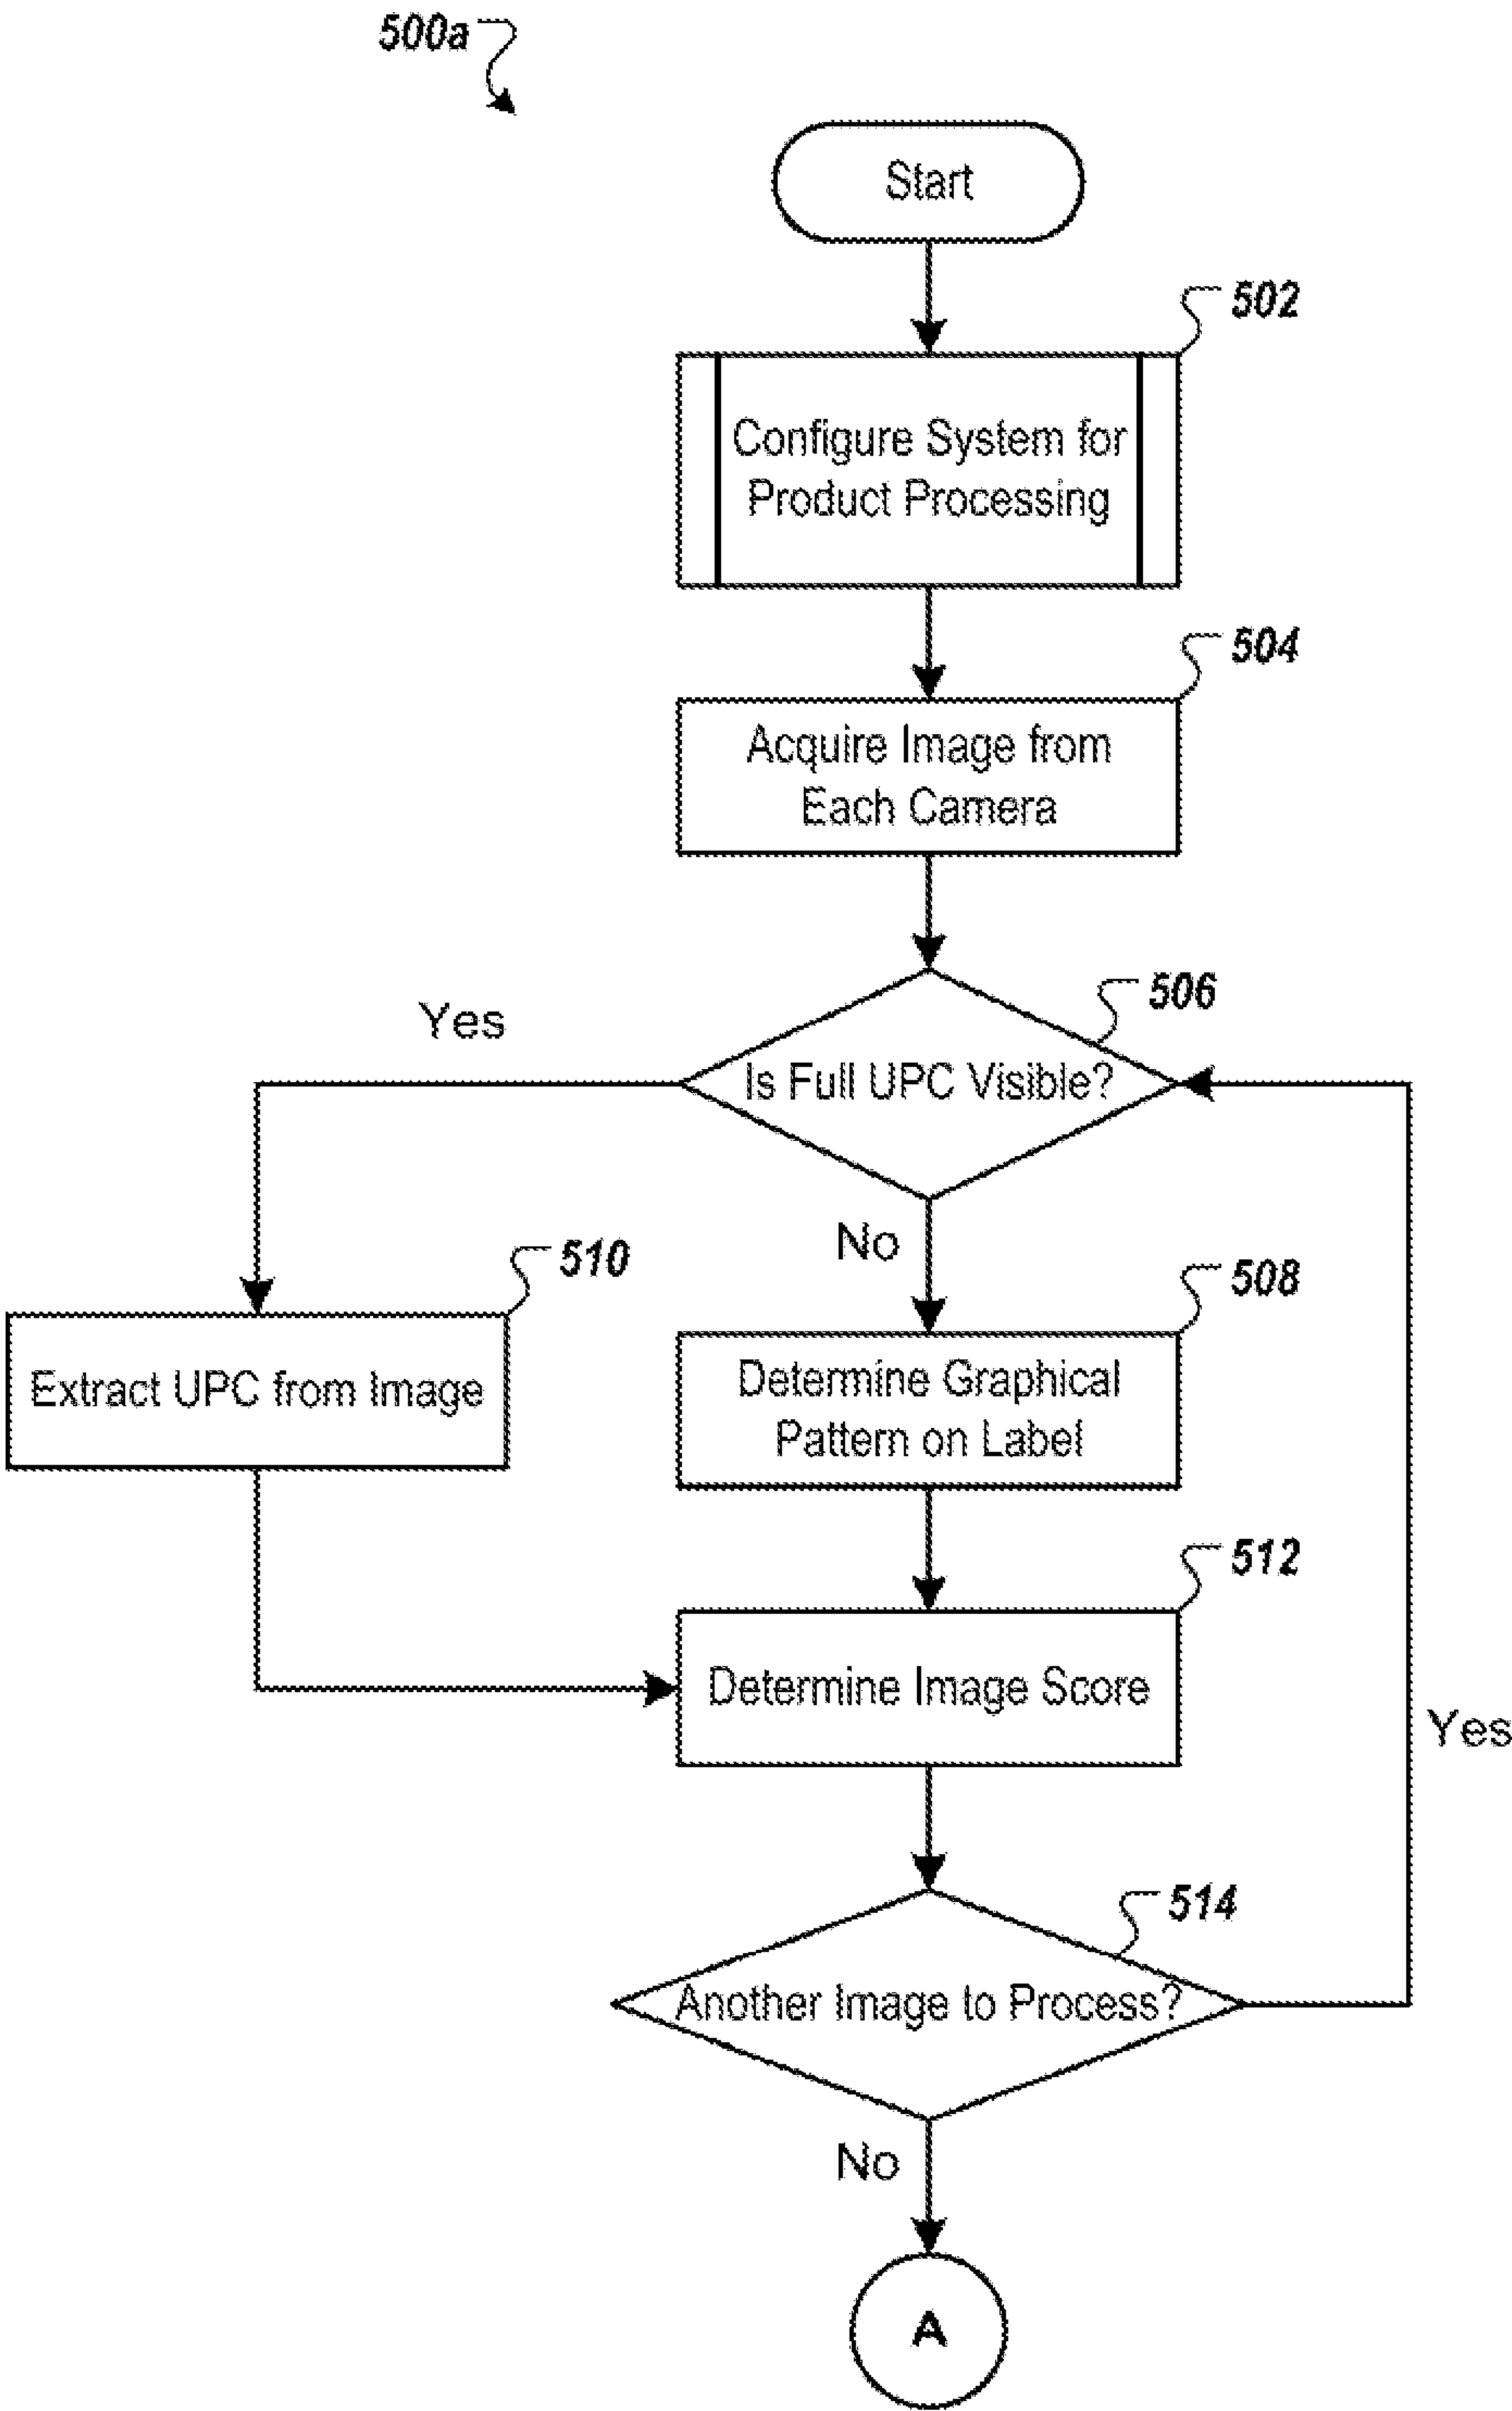 500a
Start
502
Configure System for
Product Processing
504
Acquire Image from
Each Camera
506
Yes
Is Full UPC Visible?
No
510
508
Extract UPC from Image
Determine Graphical
Pattern on Label
512
Determine Image Score
Yes
514
Another Image to Process?
No
A